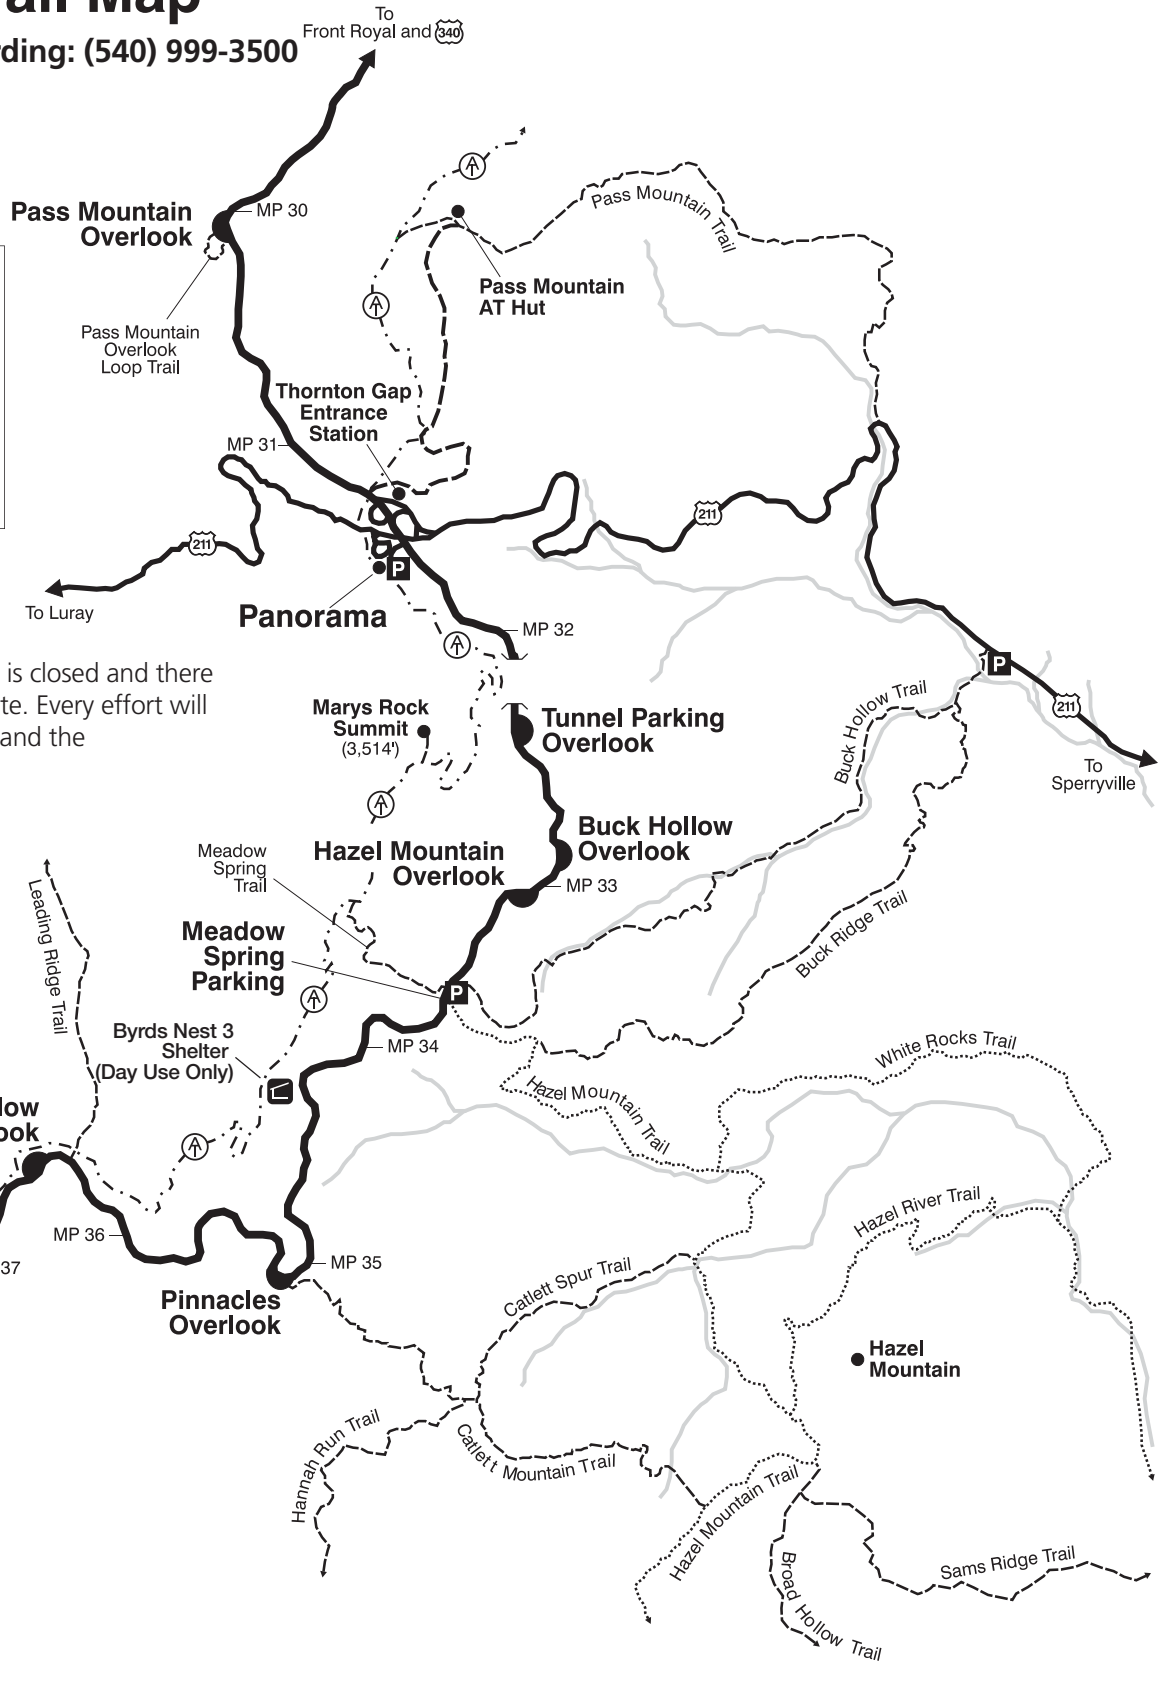 ail Map
rding: (540) 999-3500
To
Front Royal and 340
Pass Mountain
Overlook
MP 30
Pass Mountain Trail
Pass Mountain
AT Hut
Pass Mountain
Overlook
Loop Trail
Thornton Gap
Entrance
Station
MP 31
211
211
To Luray
P
Panorama
MP 32
P
211
To
Sperryville
is closed and there
te. Every effort will
and the
Marys Rock
Summit
(3,514')
Tunnel Parking
Overlook
Buck Hollow Trail
Buck Hollow
Overlook
Hazel Mountain
Overlook
MP 33
Meadow
Spring
Trail
Leading Ridge Trail
Buck Ridge Trail
Meadow
Spring
Parking
P
Byrds Nest 3
Shelter
(Day Use Only)
MP 34
White Rocks Trail
Hazel Mountain Trail
low
ook
MP 36
37
MP 35
Hazel River Trail
Pinnacles
Overlook
Catlett Spur Trail
Hazel
Mountain
Hannah Run Trail
Catlett Mountain Trail
Hazel Mountain Trail
Broad Hollow Trail
Sams Ridge Trail